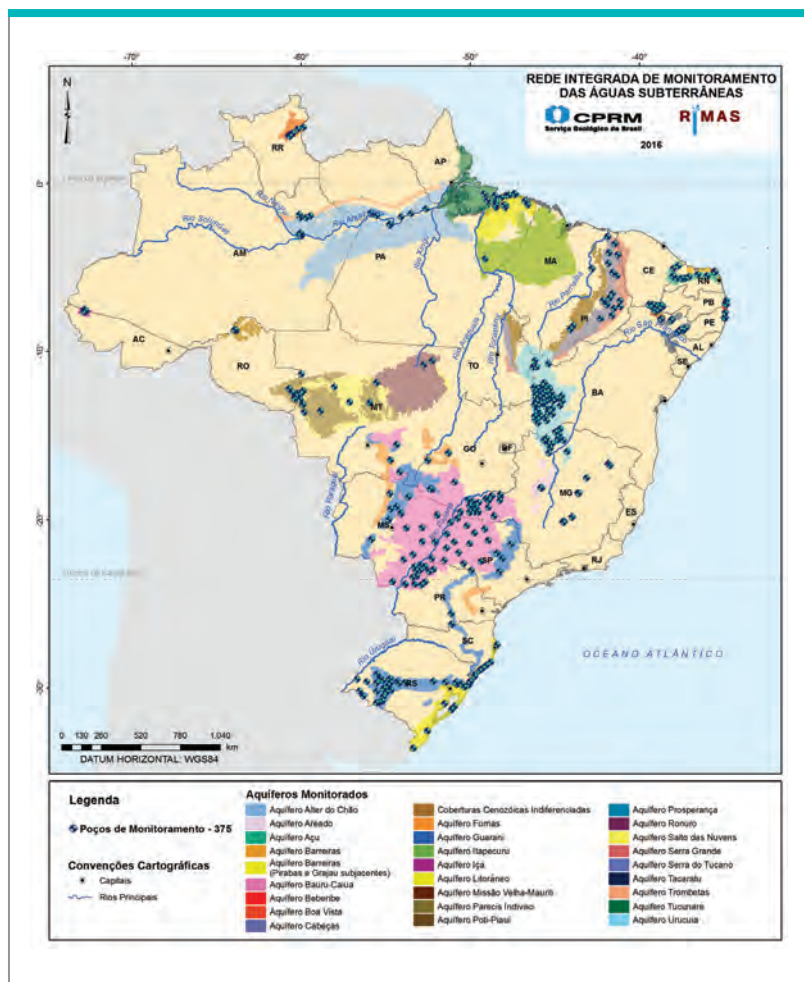 REDE INTEGRADA DE MONITORAMENTO
DAS ÁGUAS SUBTERRÂNEAS
CPRM
Serviço Geológico do Brasil
RIMAS
2016
-70°
-60°
-50°
-40°
N
RR
AP
Rio Negro
Rio Solimões
AM
PA
Rio Xingu
MA
CE
RN
PB
PE
AL
SE
PI
Rio Parnaíba
Rio São Francisco
Rio Araguaia
Rio Tocantins
AC
RO
-10°
TO
BA
MT
GO
DF
Rio Paraguai
MG
ES
-20°
MS
SP
RJ
PR
SC
Rio Uruguai
RS
OCEANO ATLÂNTICO
0 130 260 520 780 1.040
km
DATUM HORIZONTAL: WGS84
Legenda
Poços de Monitoramento - 375
Convenções Cartográficas
Capitais
Rios Principais
Aquíferos Monitorados
Aquífero Alter do Chão
Aquífero Areado
Aquífero Açu
Aquífero Barreiras
Aquífero Barreiras
(Pirabas e Grajaú subjacentes)
Aquífero Bauru-Caiuá
Aquífero Beberibe
Aquífero Boa Vista
Aquífero Cabeças
Coberturas Cenozóicas Indiferenciadas
Aquífero Furnas
Aquífero Guarani
Aquífero Itapecuru
Aquífero Içá
Aquífero Litorâneo
Aquífero Missão Velha-Mauriti
Aquífero Parecis Indiviso
Aquífero Poti-Piauí
Aquífero Prosperança
Aquífero Ronuro
Aquífero Salto das Nuvens
Aquífero Serra Grande
Aquífero Serra do Tucano
Aquífero Tacaratu
Aquífero Trombetas
Aquífero Tucunaré
Aquífero Urucuia